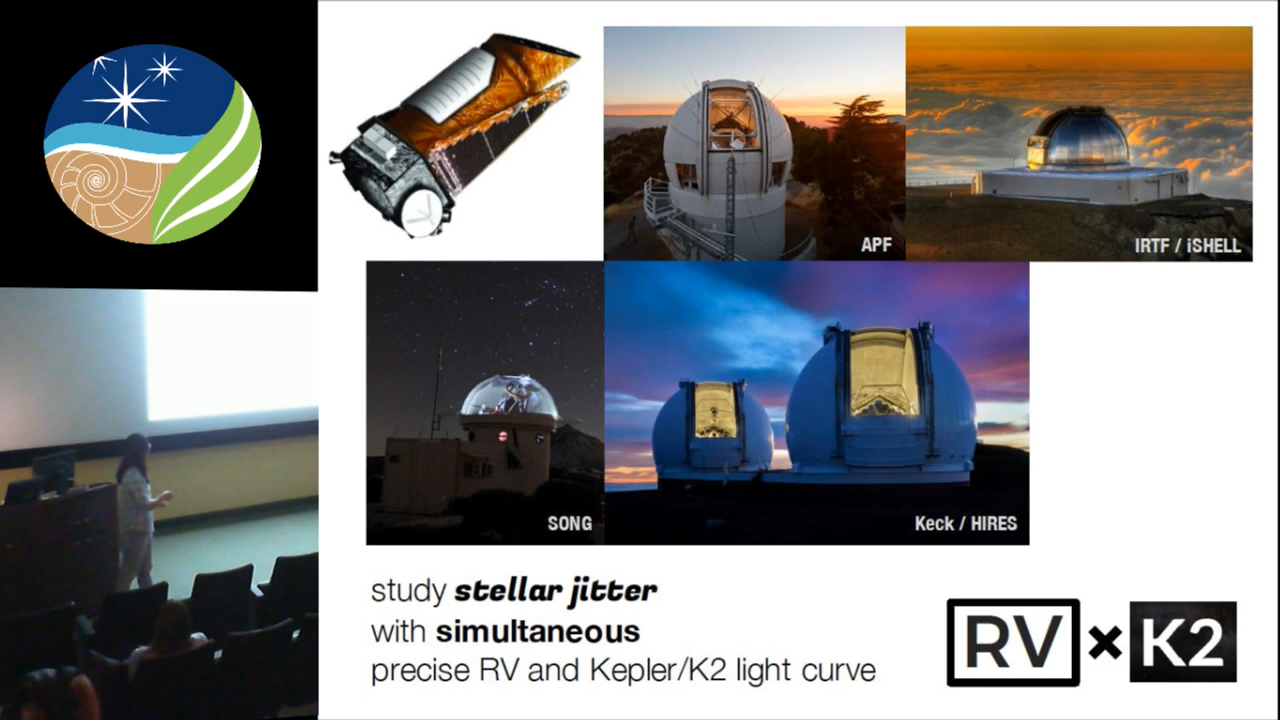 APF
IRTF / iSHELL
SONG
Keck / HIRES
study stellar jitter
with simultaneous
precise RV and Kepler/K2 light curve
RV × K2